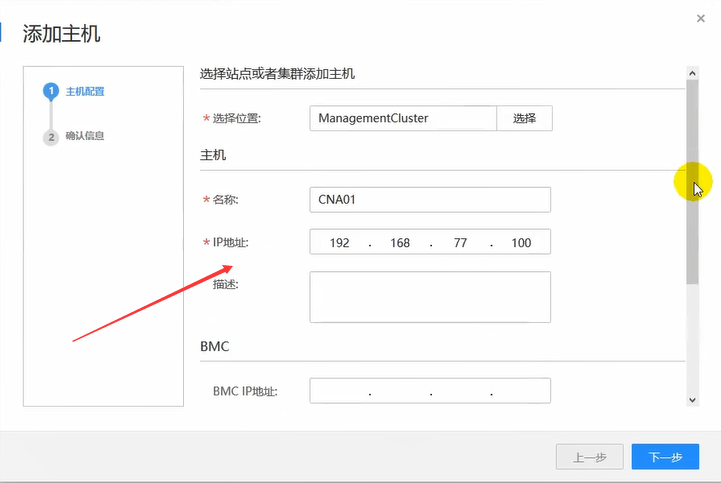 添加主机
1 主机配置
2 确认信息
选择站点或者集群添加主机
*选择位置: ManagementCluster 选择
主机
*名称: CNA01
*IP地址: 192 . 168 . 77 . 100
描述:
BMC
BMC IP地址: . . .
上一步 下一步